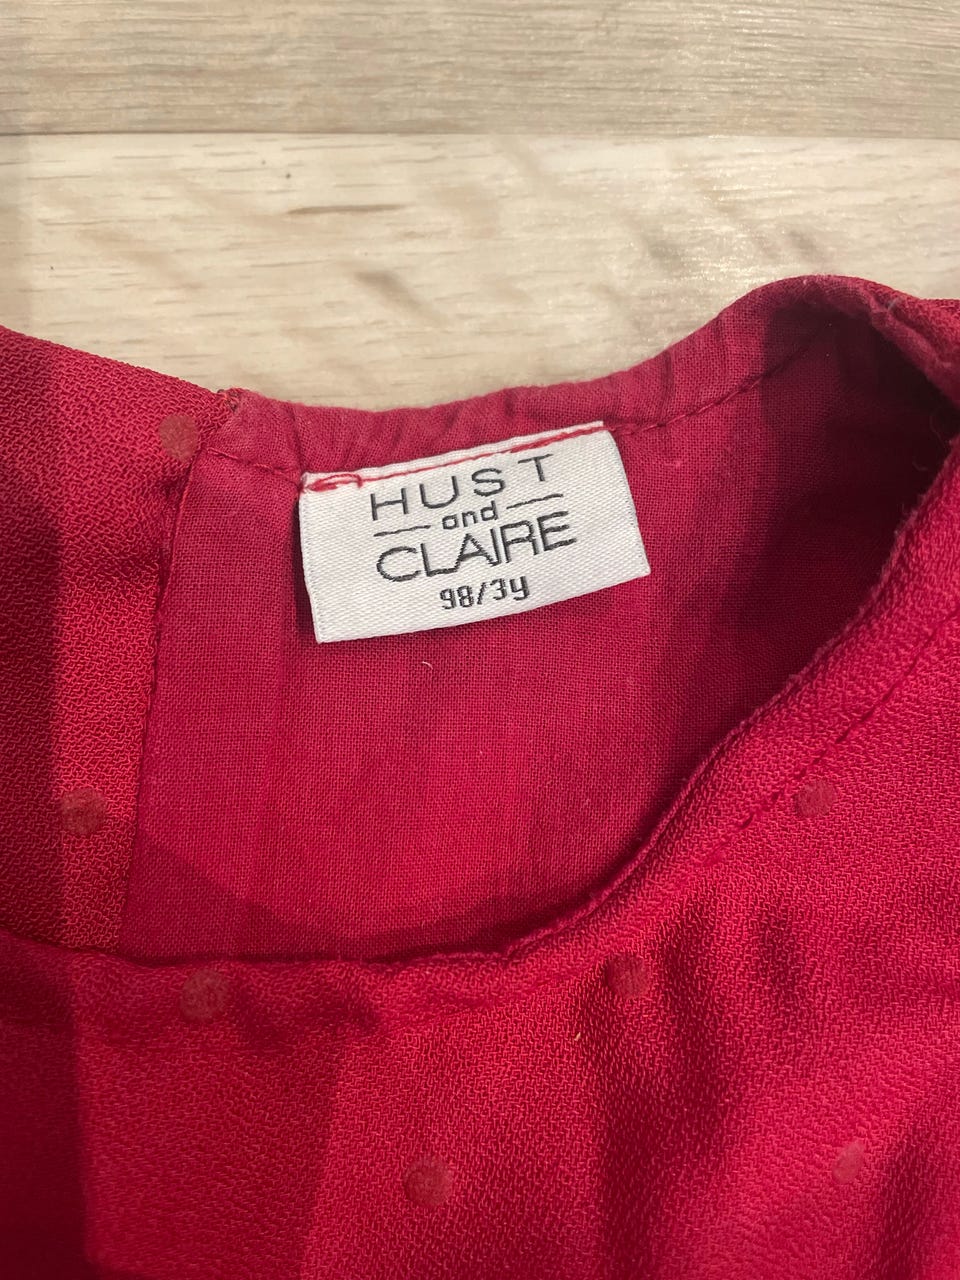 HUST
and
CLAIRE
98/3y